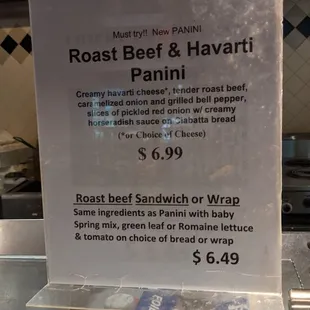 Must try!! New PANINI
Roast Beef & Havarti
Panini
Creamy havarti cheese*, tender roast beef,
caramelized onion and grilled bell pepper,
slices of pickled red onion w/ creamy
horseradish sauce on Ciabatta bread
(*or Choice of Cheese)
$ 6.99
Roast beef Sandwich or Wrap
Same ingredients as Panini with baby
Spring mix, green leaf or Romaine lettuce
& tomato on choice of bread or wrap
$ 6.49